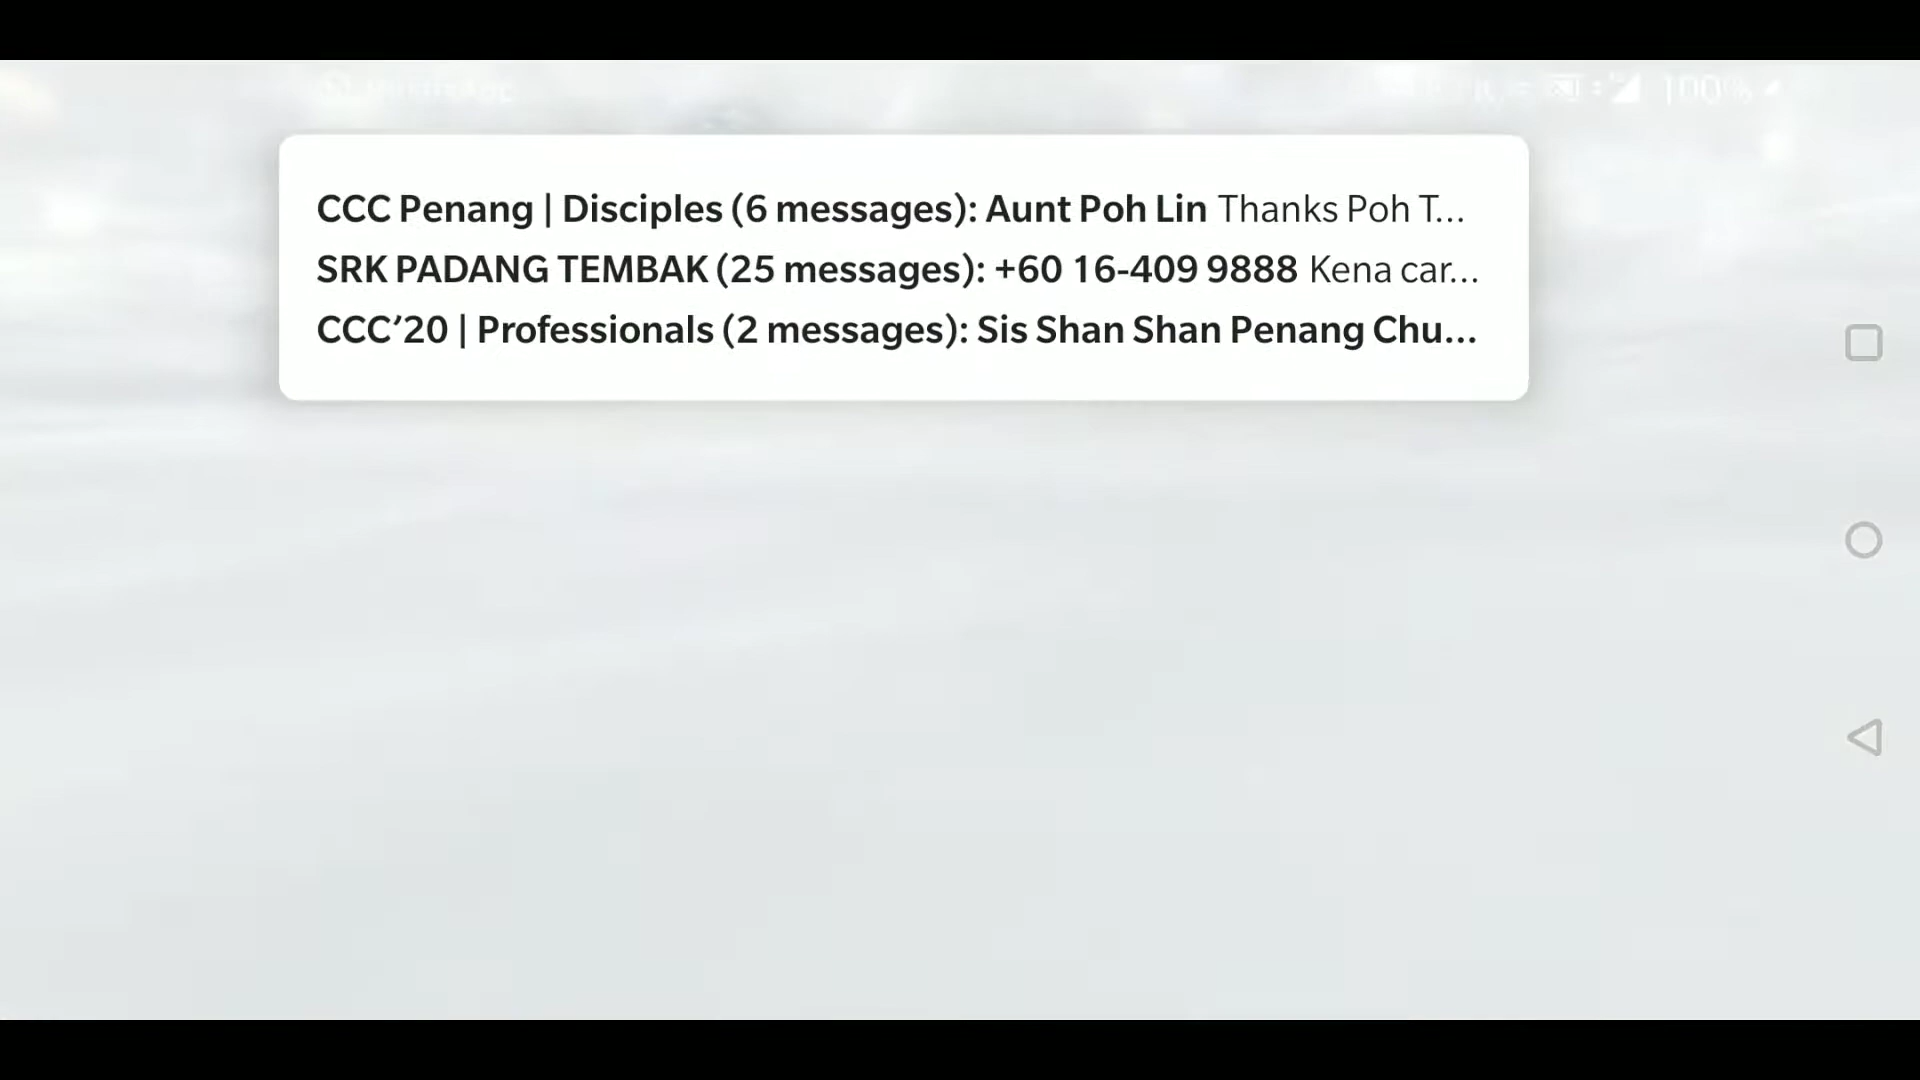 100%
CCC Penang | Disciples (6 messages): Aunt Poh Lin Thanks Poh T...
SRK PADANG TEMBAK (25 messages): +60 16-409 9888 Kena car...
CCC’20 | Professionals (2 messages): Sis Shan Shan Penang Chu...